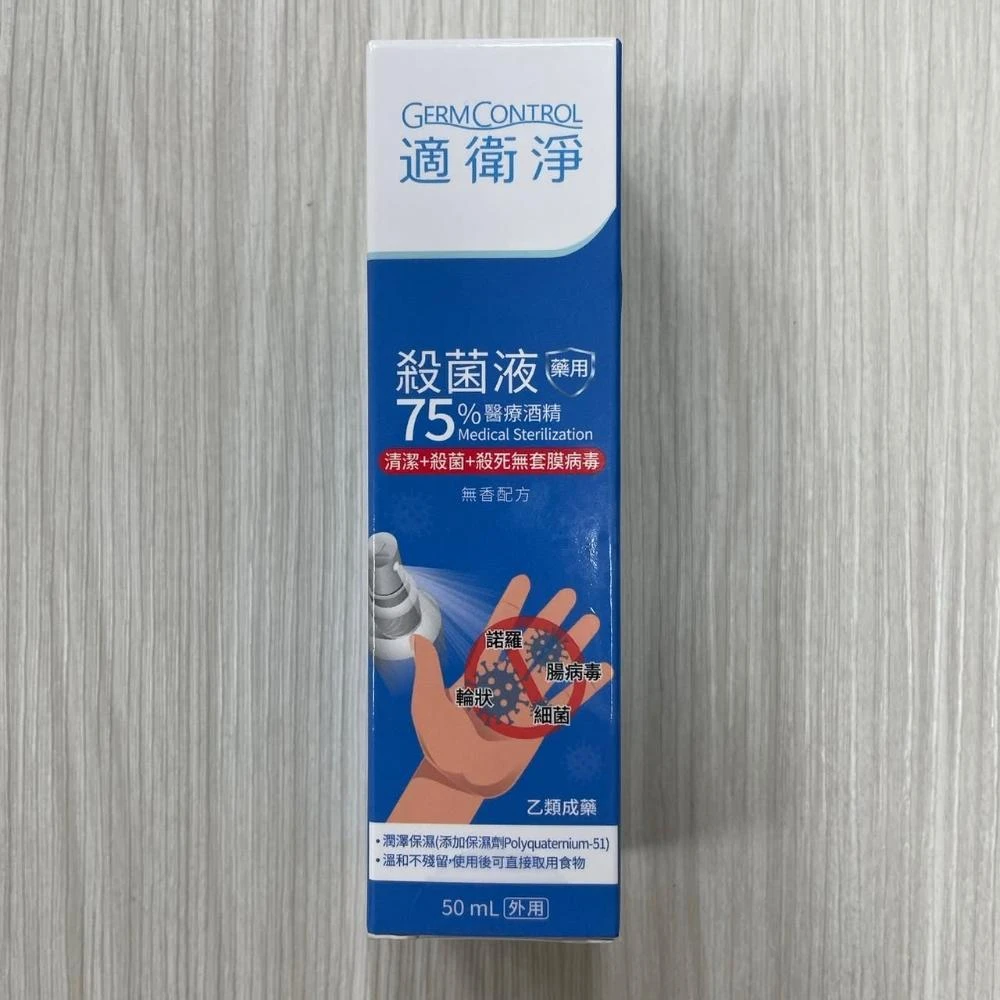 GERMCONTROL
適衛淨
殺菌液 藥用
75%醫療酒精
Medical Sterilization
清潔+殺菌+殺死無套膜病毒
無香配方
諾羅
腸病毒
輪狀
細菌
乙類成藥
•潤澤保濕(添加保濕劑Polyquaternium-51)
•溫和不殘留,使用後可直接取用食物
50 mL 外用